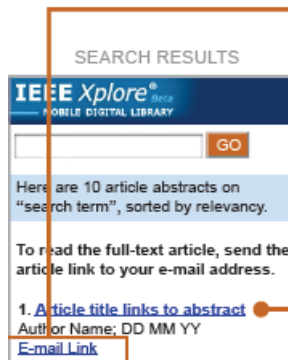 SEARCH RESULTS
IEEE Xplore® Beta
MOBILE DIGITAL LIBRARY
GO
Here are 10 article abstracts on
“search term”, sorted by relevancy.
To read the full-text article, send the
article link to your e-mail address.
1. Article title links to abstract
Author Name; DD MM YY
E-mail Link